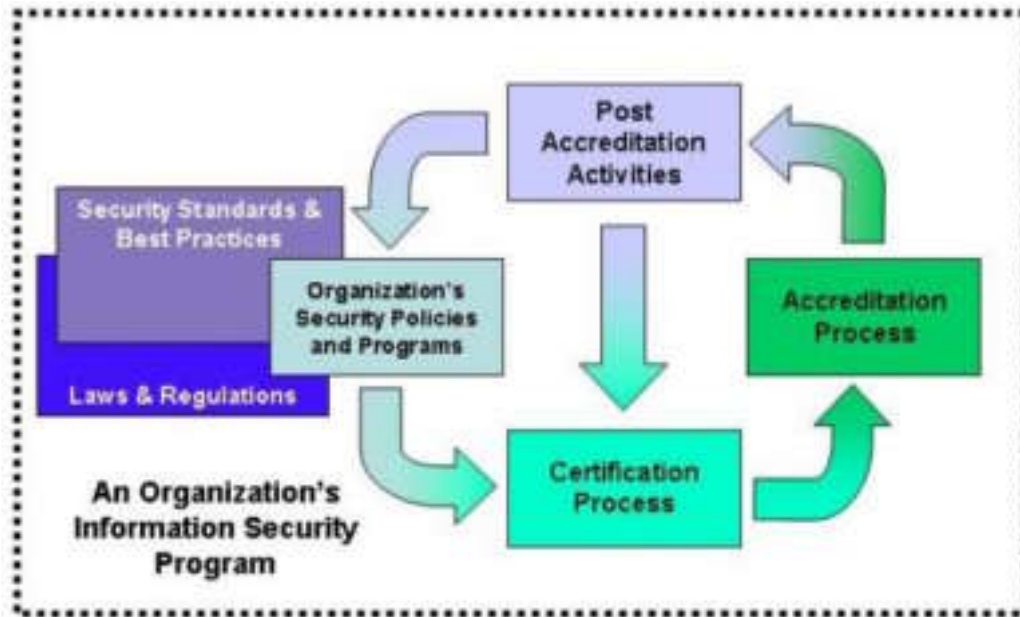 Post
Accreditation
Activities
Security Standards &
Best Practices
Organization's
Security Policies
and Programs
Accreditation
Process
Laws & Regulations
Certification
Process
An Organization's
Information Security
Program